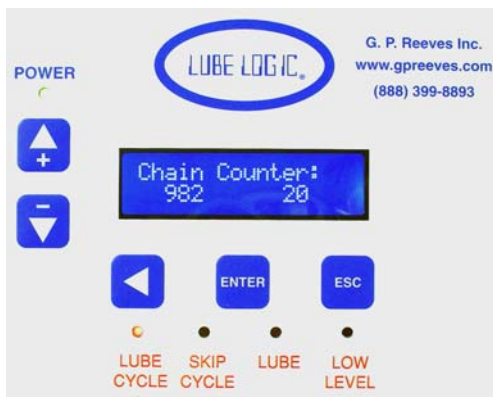 LUBE LOGIC®
G. P. Reeves Inc.
www.gpreeves.com
(888) 399-8893
POWER
+
−
Chain Counter:
982 20
ENTER
ESC
LUBE CYCLE
SKIP CYCLE
LUBE
LOW LEVEL